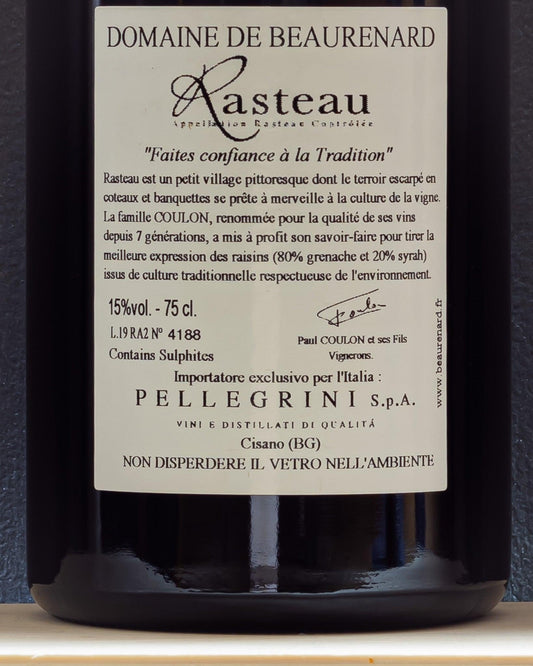 DOMAINE DE BEAURENARD
Rasteau
Appellation Rasteau Contrôlée
"Faites confiance à la Tradition"
Rasteau est un petit village pittoresque dont le terroir escarpé en
coteaux et banquettes se prête à merveille à la culture de la vigne.
La famille COULON, renommée pour la qualité de ses vins
depuis 7 générations, a mis à profit son savoir-faire pour tirer la
meilleure expression des raisins (80% grenache et 20% syrah)
issus de culture traditionnelle respectueuse de l'environnement.
15%vol. - 75 cl.
L.19 RA2 N° 4188
Contains Sulphites
Coulon
Paul COULON et ses Fils
Vignerons.
www.beaurenard.fr
Importatore exclusivo per l'Italia :
PELLEGRINI S.p.A.
VINI E DISTILLATI DI QUALITÁ
Cisano (BG)
NON DISPERDERE IL VETRO NELL'AMBIENTE